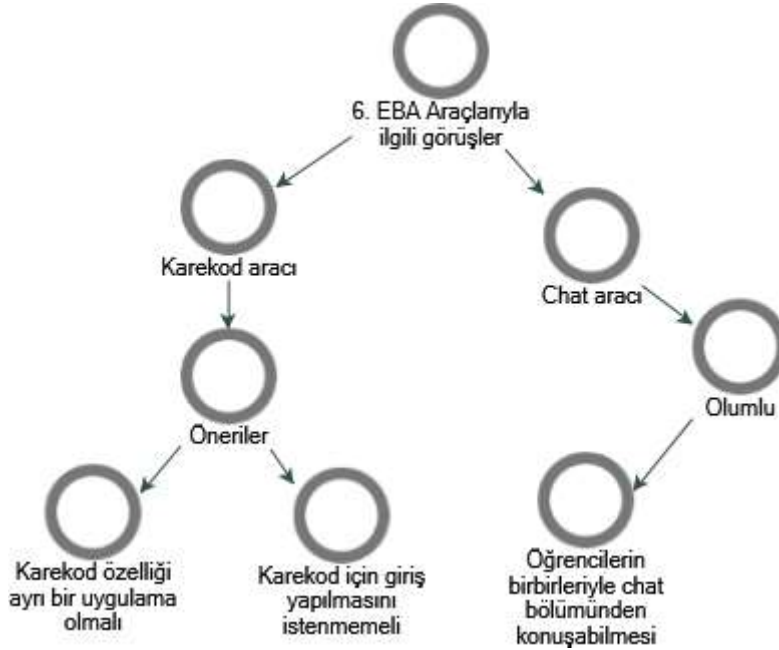 6. EBA Araçlarıyla
ilgili görüşler
Karekod aracı
Chat aracı
Öneriler
Olumlu
Karekod özelliği
ayrı bir uygulama
olmalı
Karekod için giriş
yapılmasını
istenmemeli
Öğrencilerin
birbirleriyle chat
bölümünden
konuşabilmesi